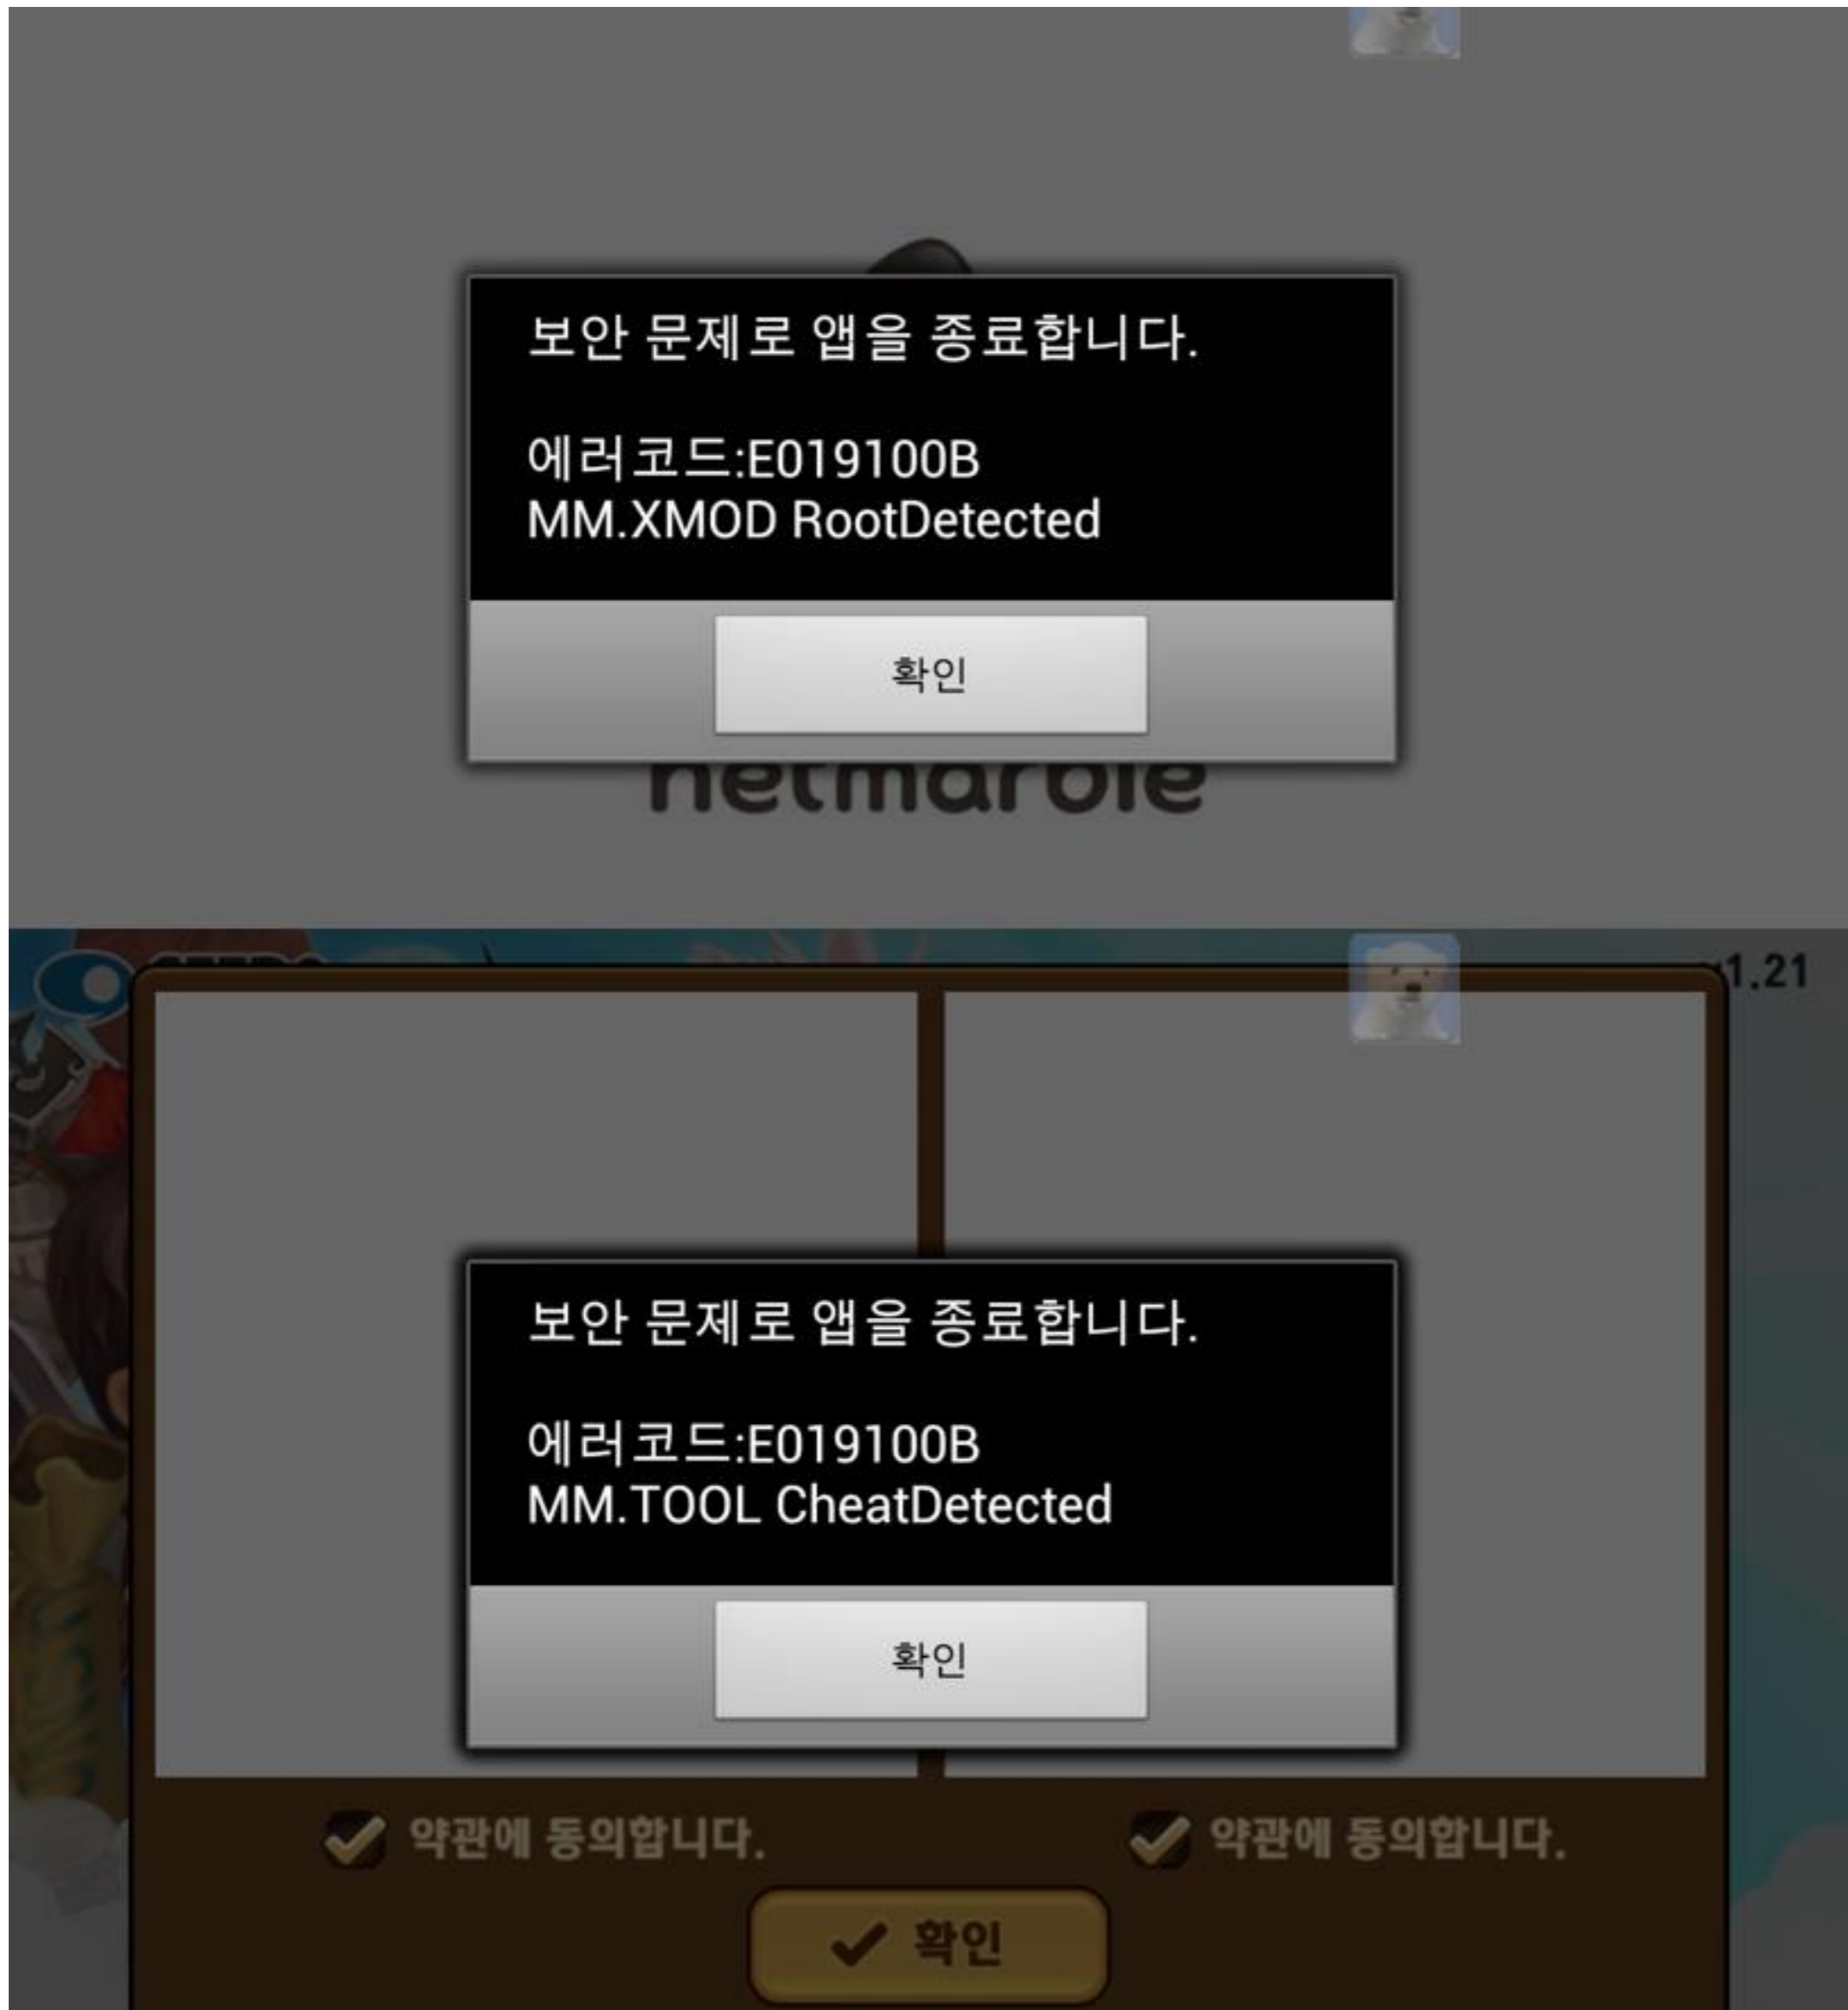 보안 문제로 앱을 종료합니다.
에러코드:E019100B
MM.XMOD RootDetected
확인
netmarble
v1.21
보안 문제로 앱을 종료합니다.
에러코드:E019100B
MM.TOOL CheatDetected
확인
약관에 동의합니다.
약관에 동의합니다.
확인